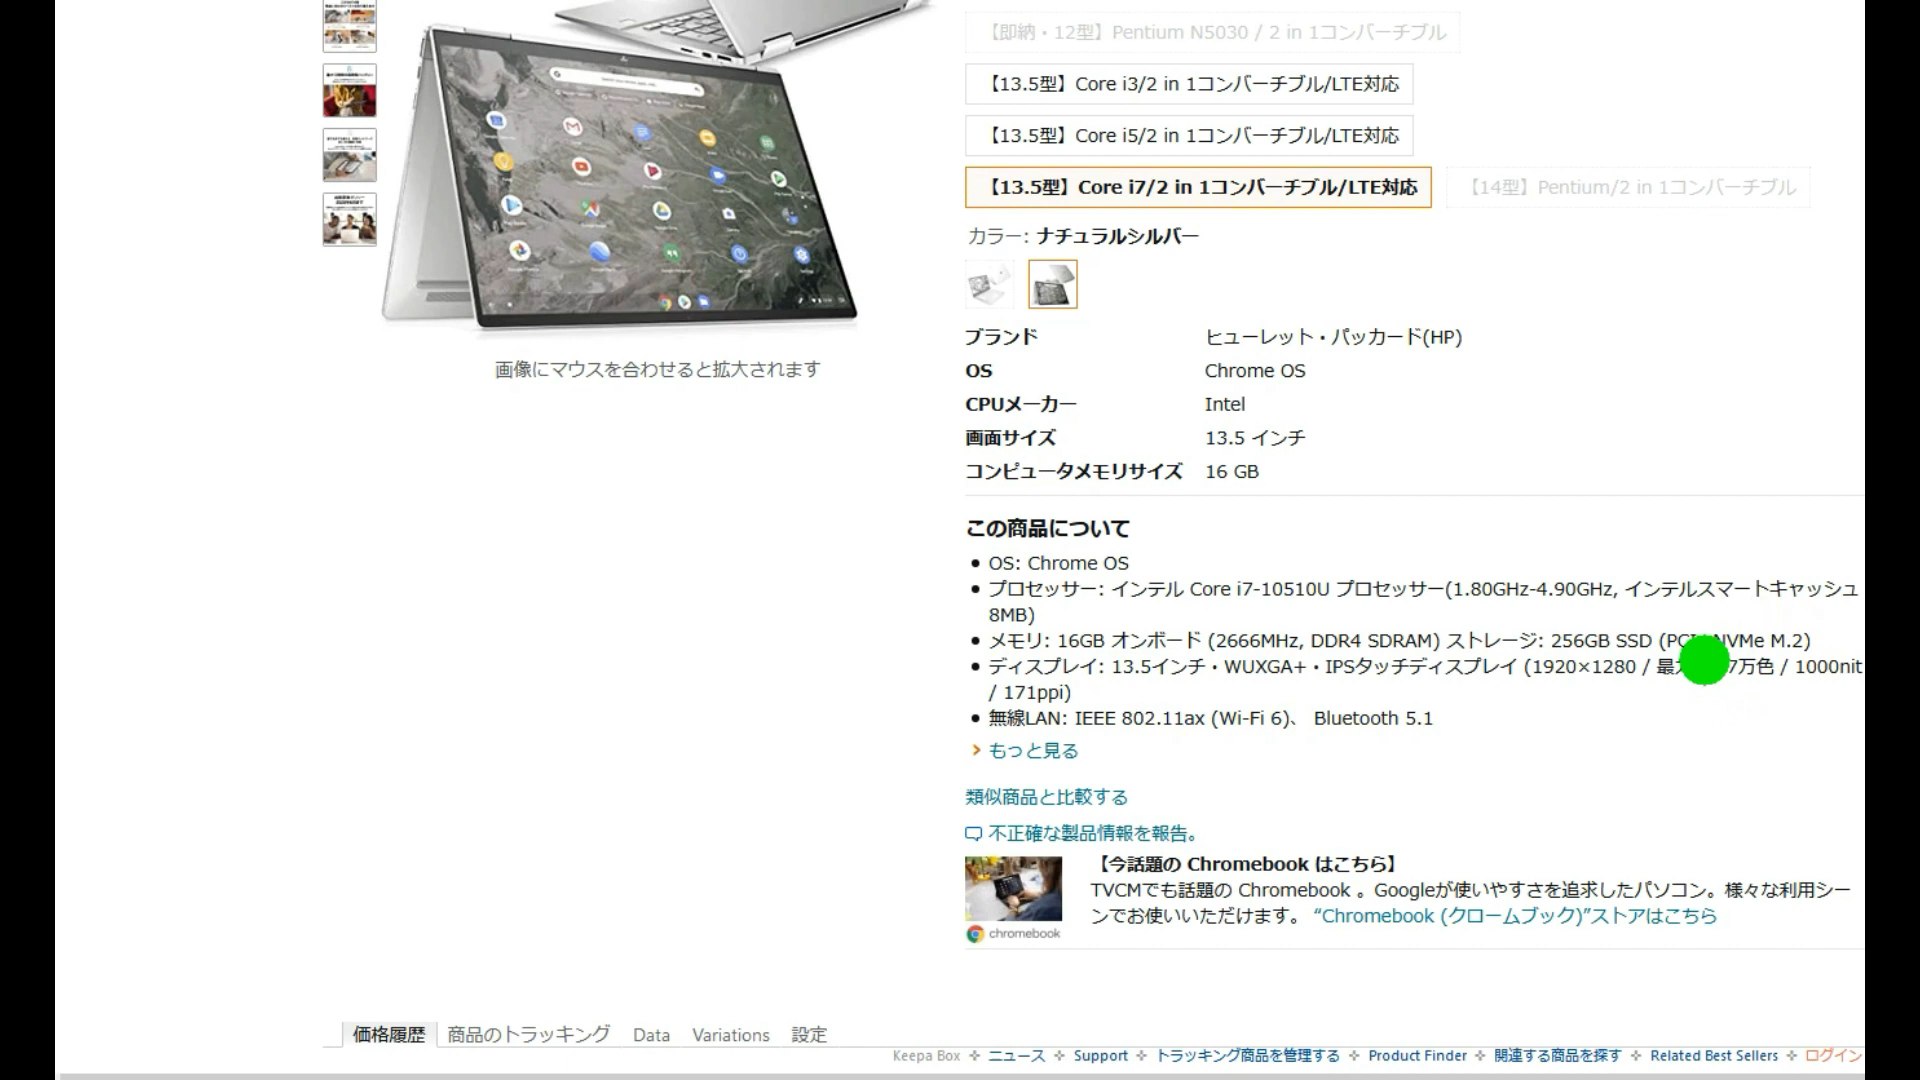 【即納・12型】Pentium N5030 / 2 in 1コンバーチブル
【13.5型】Core i3/2 in 1コンバーチブル/LTE対応
【13.5型】Core i5/2 in 1コンバーチブル/LTE対応
【13.5型】Core i7/2 in 1コンバーチブル/LTE対応
【14型】Pentium/2 in 1コンバーチブル
カラー: ナチュラルシルバー
画像にマウスを合わせると拡大されます
ブランド ヒューレット・パッカード(HP)
OS Chrome OS
CPUメーカー Intel
画面サイズ 13.5 インチ
コンピュータメモリサイズ 16 GB
この商品について
OS: Chrome OS
プロセッサー: インテル Core i7-10510U プロセッサー(1.80GHz-4.90GHz, インテルスマートキャッシュ
8MB)
メモリ: 16GB オンボード (2666MHz, DDR4 SDRAM) ストレージ: 256GB SSD (PCI NVMe M.2)
ディスプレイ: 13.5インチ・WUXGA+・IPSタッチディスプレイ (1920×1280 / 最 7万色 / 1000nit
/ 171ppi)
無線LAN: IEEE 802.11ax (Wi-Fi 6)、 Bluetooth 5.1
もっと見る
類似商品と比較する
不正確な製品情報を報告。
【今話題の Chromebook はこちら】
TVCMでも話題の Chromebook 。Googleが使いやすさを追求したパソコン。様々な利用シー
ンでお使いいただけます。 “Chromebook (クロームブック)”ストアはこちら
chromebook
価格履歴 商品のトラッキング Data Variations 設定
Keepa Box ニュース Support トラッキング商品を管理する Product Finder 関連する商品を探す Related Best Sellers ログイン